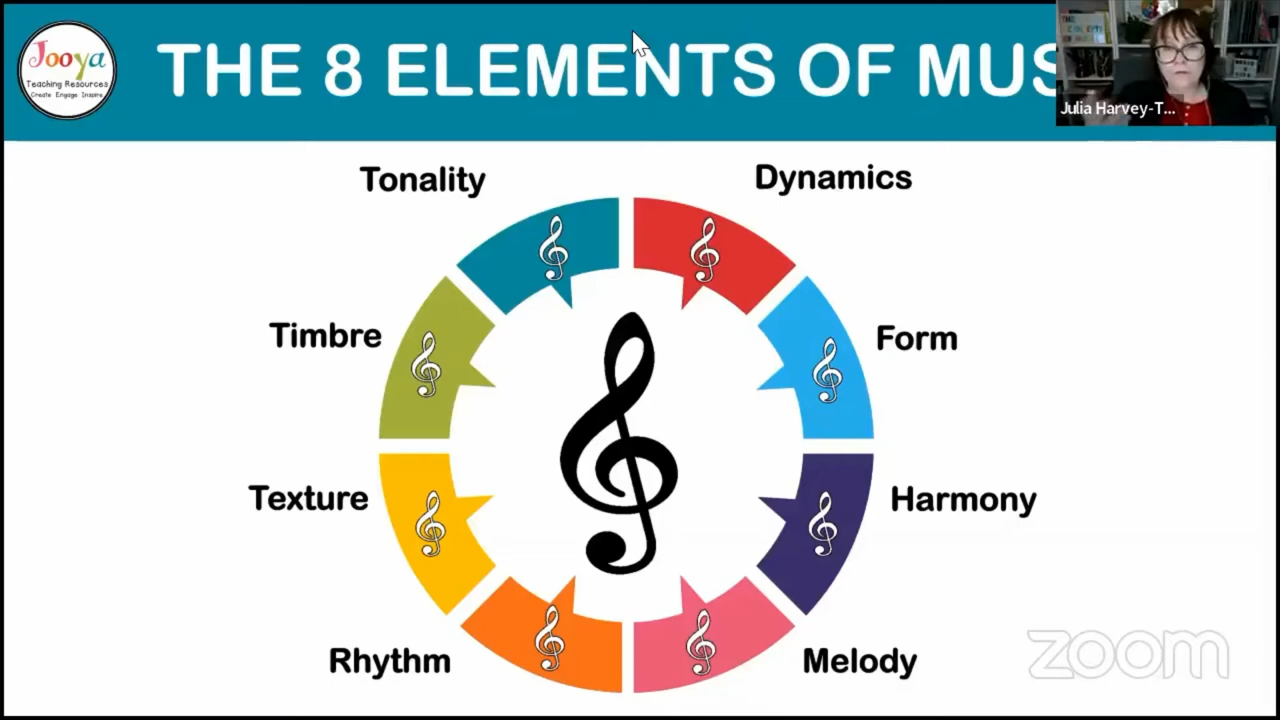 Jooya
Teaching Resources
Create Engage Inspire
THE 8 ELEMENTS OF MUS
Julia Harvey-T...
Tonality
Dynamics
Timbre
Form
Texture
Harmony
Rhythm
Melody
zoom